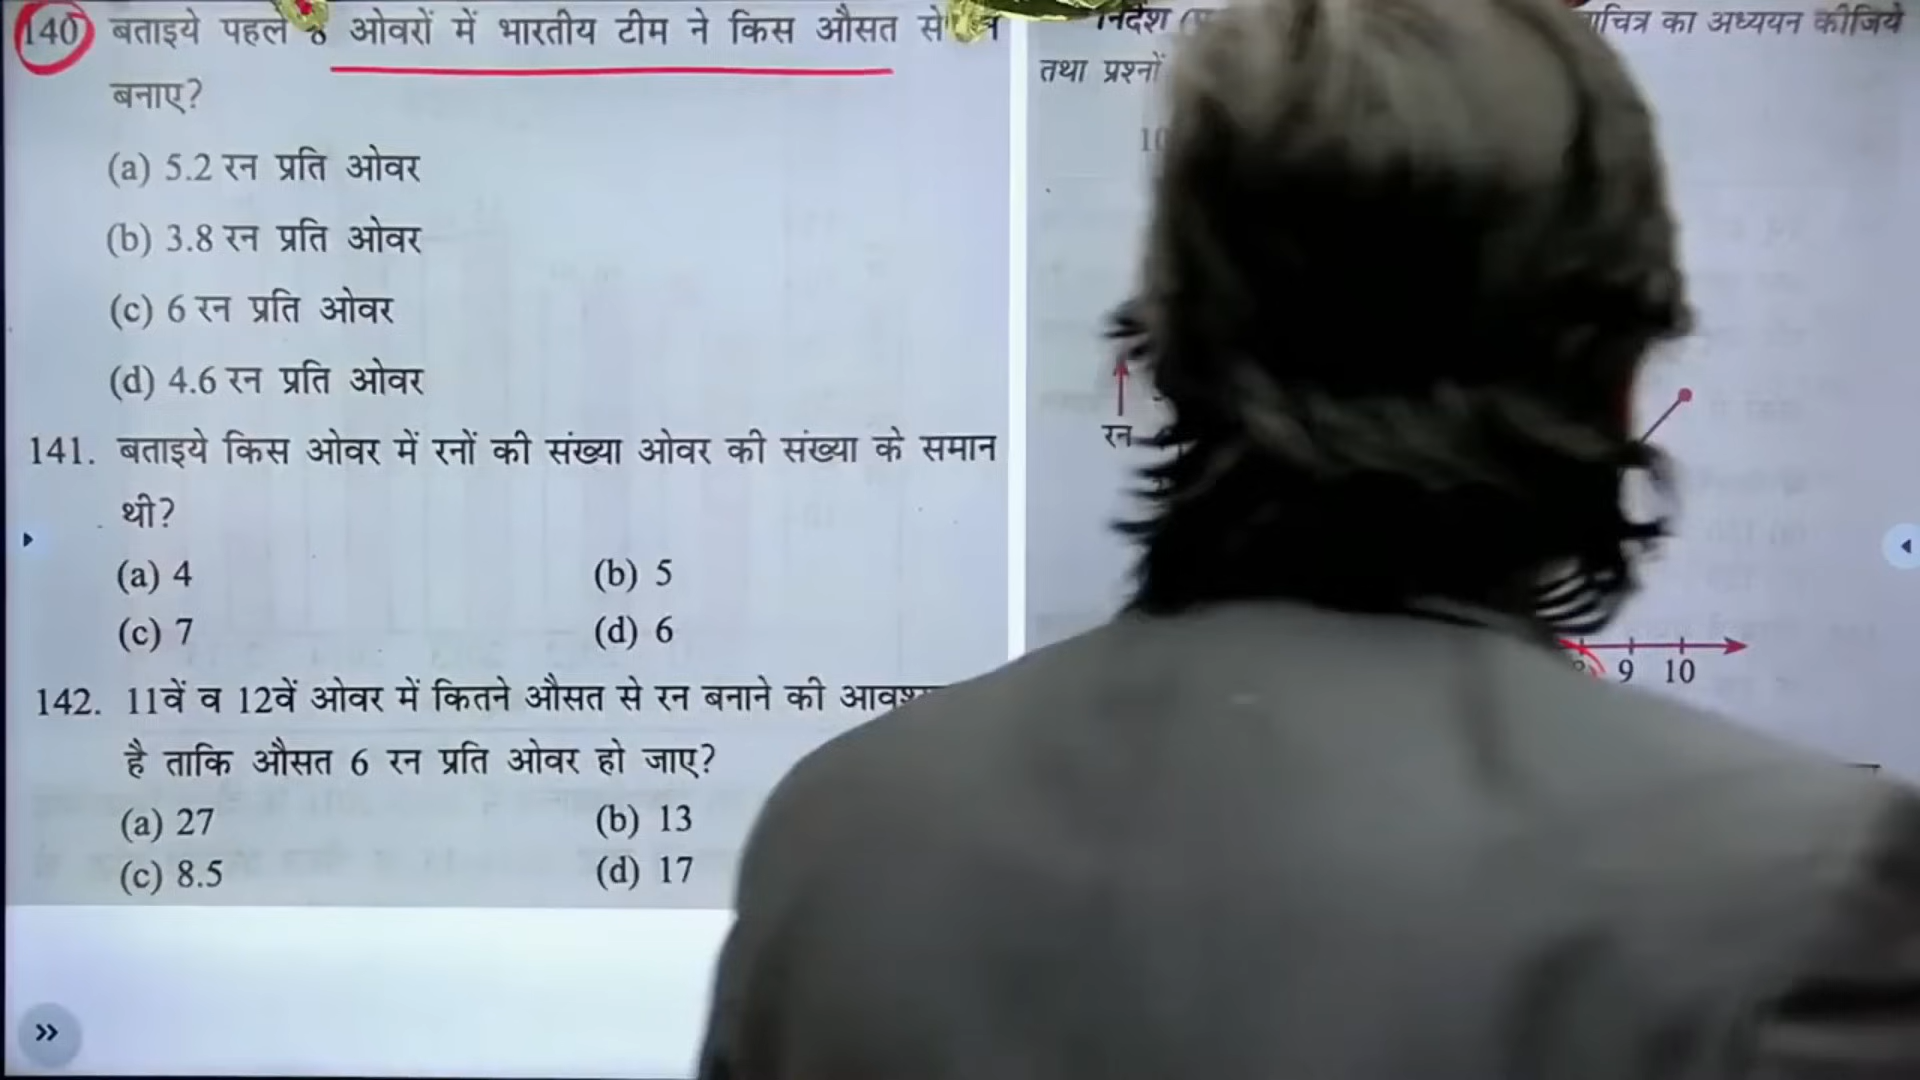 140 बताइये पहले 8 ओवरों में भारतीय टीम ने किस औसत से
बनाए?
(a) 5.2 रन प्रति ओवर
(b) 3.8 रन प्रति ओवर
(c) 6 रन प्रति ओवर
(d) 4.6 रन प्रति ओवर
141. बताइये किस ओवर में रनों की संख्या ओवर की संख्या के समान
थी?
(a) 4 (b) 5
(c) 7 (d) 6
142. 11वें व 12वें ओवर में कितने औसत से रन बनाने की
है ताकि औसत 6 रन प्रति ओवर हो जाए?
(a) 27 (b) 13
(c) 8.5 (d) 17
निर्देश का अध्ययन कीजिये
तथा प्रश्नों
10
रन
9 10